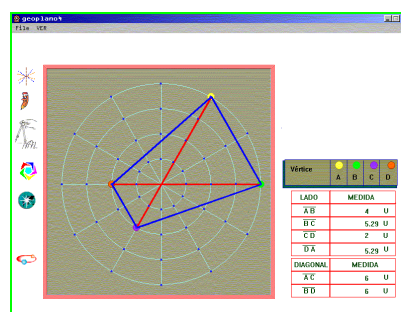 geoplano4
File VER
Vértice
A B C D
LADO MEDIDA
AB 4 U
BC 5.29 U
CD 2 U
DA 5.29 U
DIAGONAL MEDIDA
AC 6 U
BD 6 U